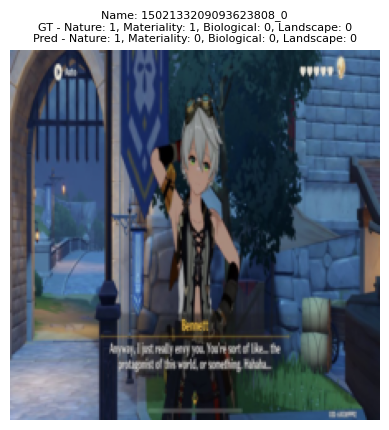 Name: 1502133209093623808_0
GT - Nature: 1, Materiality: 1, Biological: 0, Landscape: 0
Pred - Nature: 1, Materiality: 0, Biological: 0, Landscape: 0
Auto
Bennett
Anyway, I just really envy you. You're sort of like... the
protagonist of this world, or something. Hahaha...